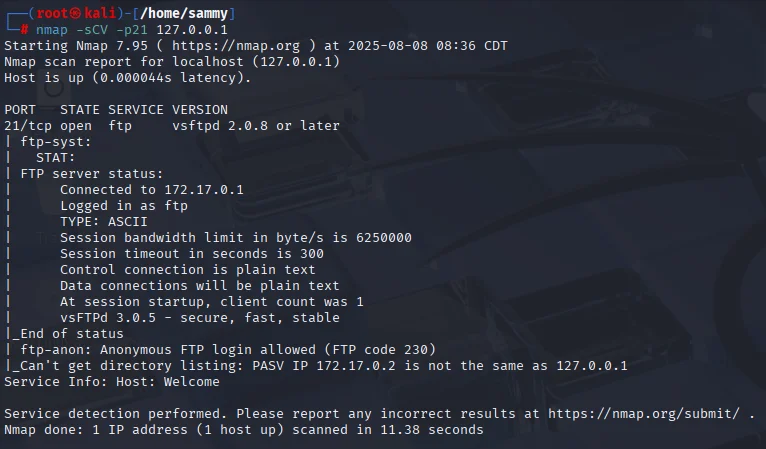 ┌──(root㉿kali)-[/home/sammy]
└─# nmap -sCV -p21 127.0.0.1
Starting Nmap 7.95 ( https://nmap.org ) at 2025-08-08 08:36 CDT
Nmap scan report for localhost (127.0.0.1)
Host is up (0.000044s latency).

PORT   STATE SERVICE VERSION
21/tcp open  ftp     vsftpd 2.0.8 or later
| ftp-syst:
|   STAT:
| FTP server status:
|      Connected to 172.17.0.1
|      Logged in as ftp
|      TYPE: ASCII
|      Session bandwidth limit in byte/s is 6250000
|      Session timeout in seconds is 300
|      Control connection is plain text
|      Data connections will be plain text
|      At session startup, client count was 1
|      vsFTPd 3.0.5 - secure, fast, stable
|_End of status
| ftp-anon: Anonymous FTP login allowed (FTP code 230)
|_Can't get directory listing: PASV IP 172.17.0.2 is not the same as 127.0.0.1
Service Info: Host: Welcome

Service detection performed. Please report any incorrect results at https://nmap.org/submit/ .
Nmap done: 1 IP address (1 host up) scanned in 11.38 seconds